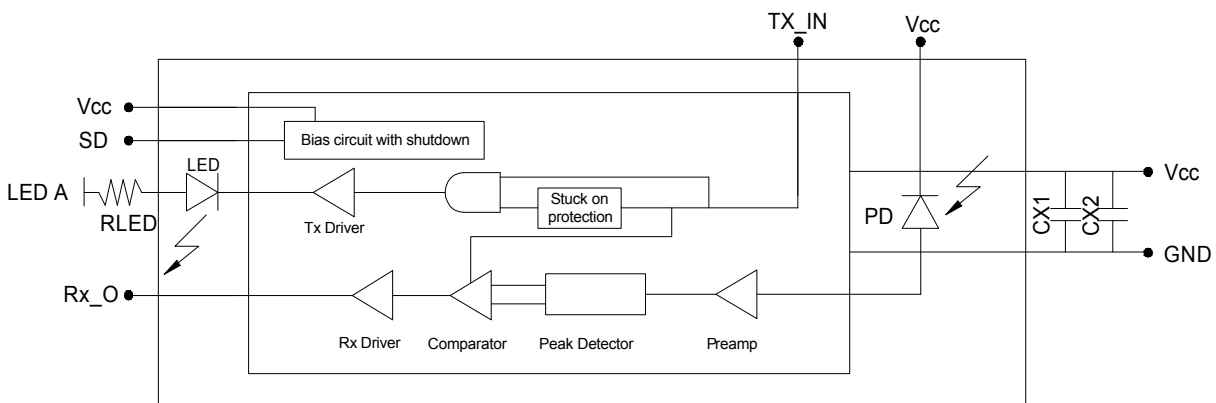 TX_IN
Vcc
Vcc
SD
Bias circuit with shutdown
LED
LED A
RLED
Tx Driver
Stuck on
protection
PD
CX1
CX2
Vcc
GND
Rx_O
Rx Driver
Comparator
Peak Detector
Preamp